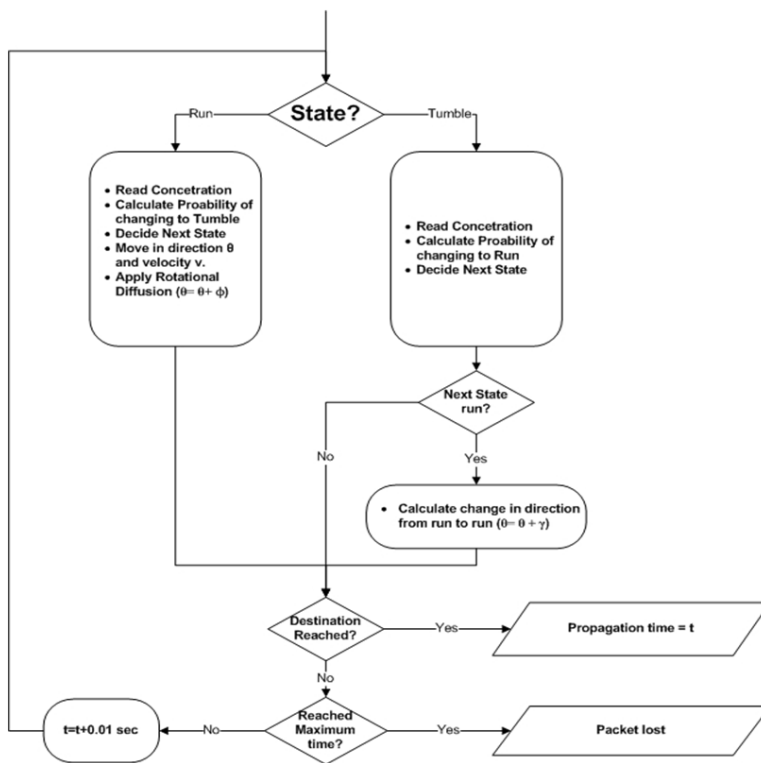 State?
Run
Tumble
• Read Concetration
• Calculate Proability of
changing to Tumble
• Decide Next State
• Move in direction θ
and velocity v.
• Apply Rotational
Diffusion (θ= θ+ ϕ)
• Read Concetration
• Calculate Proability of
changing to Run
• Decide Next State
Next State
run?
No
Yes
• Calculate change in direction
from run to run (θ= θ + γ)
Destination
Reached?
Yes
Propagation time = t
No
Reached
Maximum
time?
No
t=t+0.01 sec
Yes
Packet lost